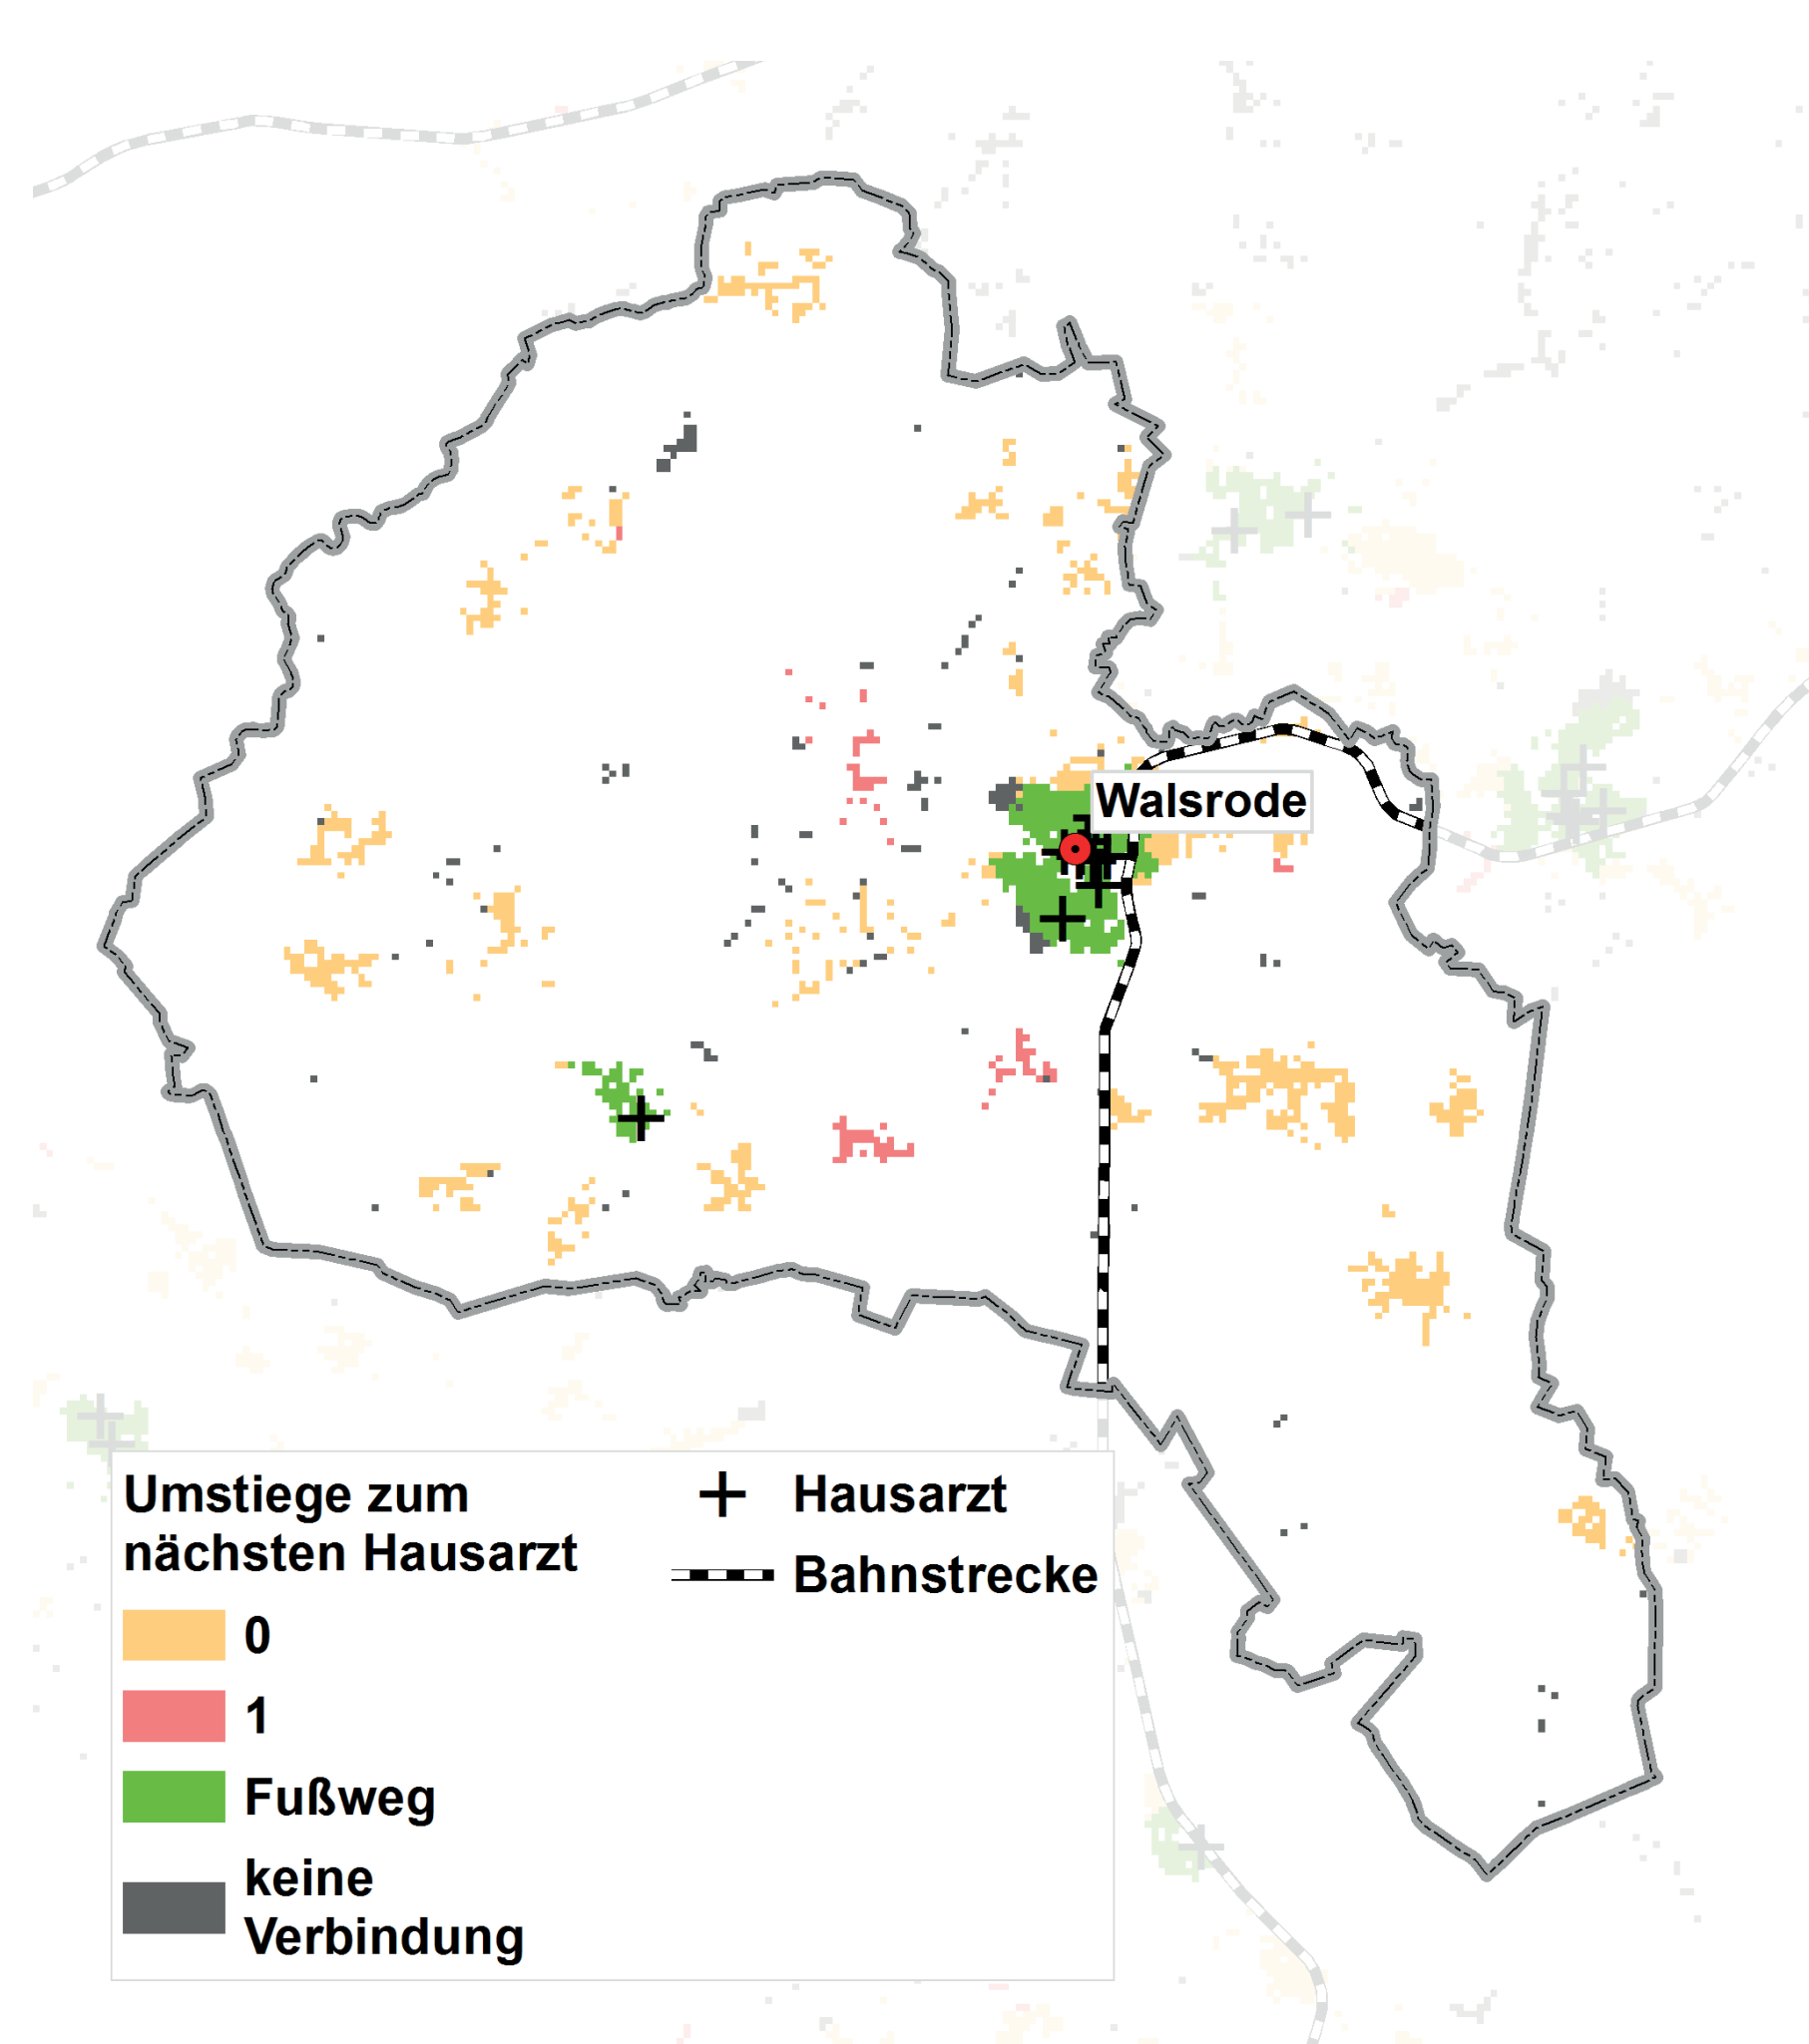 Walsrode
Umstiege zum
nächsten Hausarzt
0
1
Fußweg
keine
Verbindung
Hausarzt
Bahnstrecke